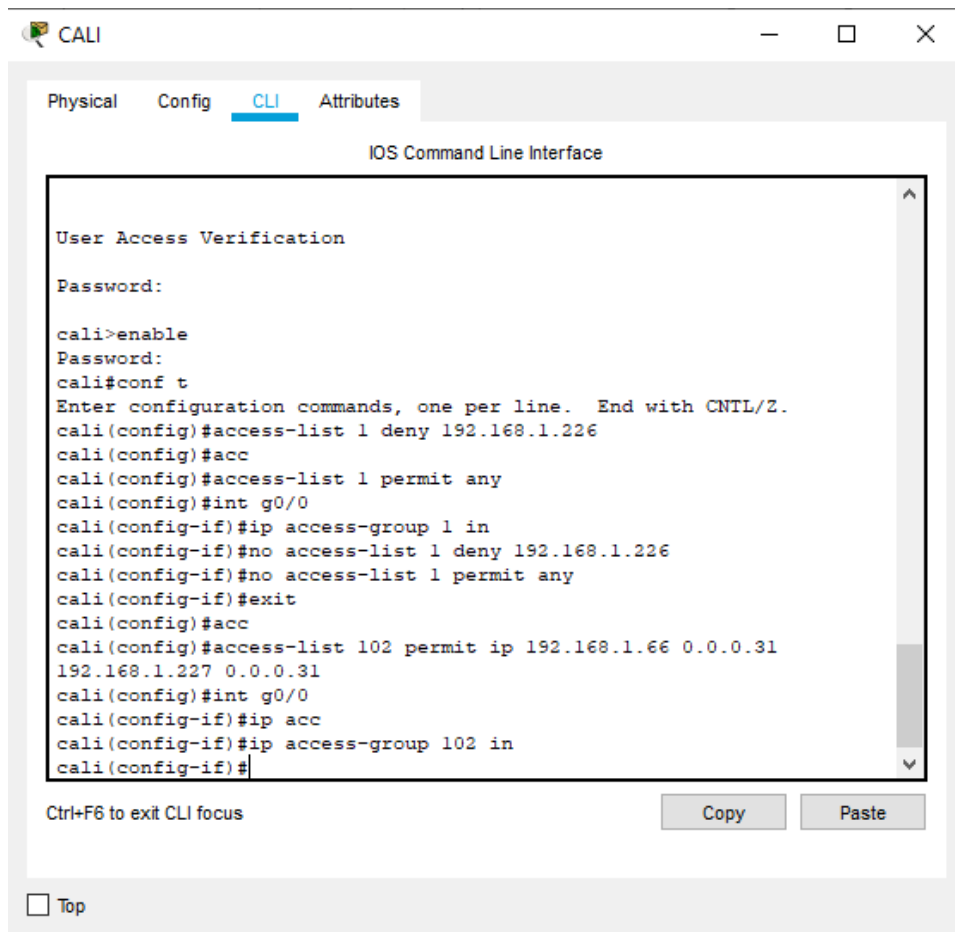 CALI
Physical Config CLI Attributes
IOS Command Line Interface
User Access Verification
Password:
cali>enable
Password:
cali#conf t
Enter configuration commands, one per line.  End with CNTL/Z.
cali(config)#access-list 1 deny 192.168.1.226
cali(config)#acc
cali(config)#access-list 1 permit any
cali(config)#int g0/0
cali(config-if)#ip access-group 1 in
cali(config-if)#no access-list 1 deny 192.168.1.226
cali(config-if)#no access-list 1 permit any
cali(config-if)#exit
cali(config)#acc
cali(config)#access-list 102 permit ip 192.168.1.66 0.0.0.31
192.168.1.227 0.0.0.31
cali(config)#int g0/0
cali(config-if)#ip acc
cali(config-if)#ip access-group 102 in
cali(config-if)#
Ctrl+F6 to exit CLI focus
Copy Paste
Top